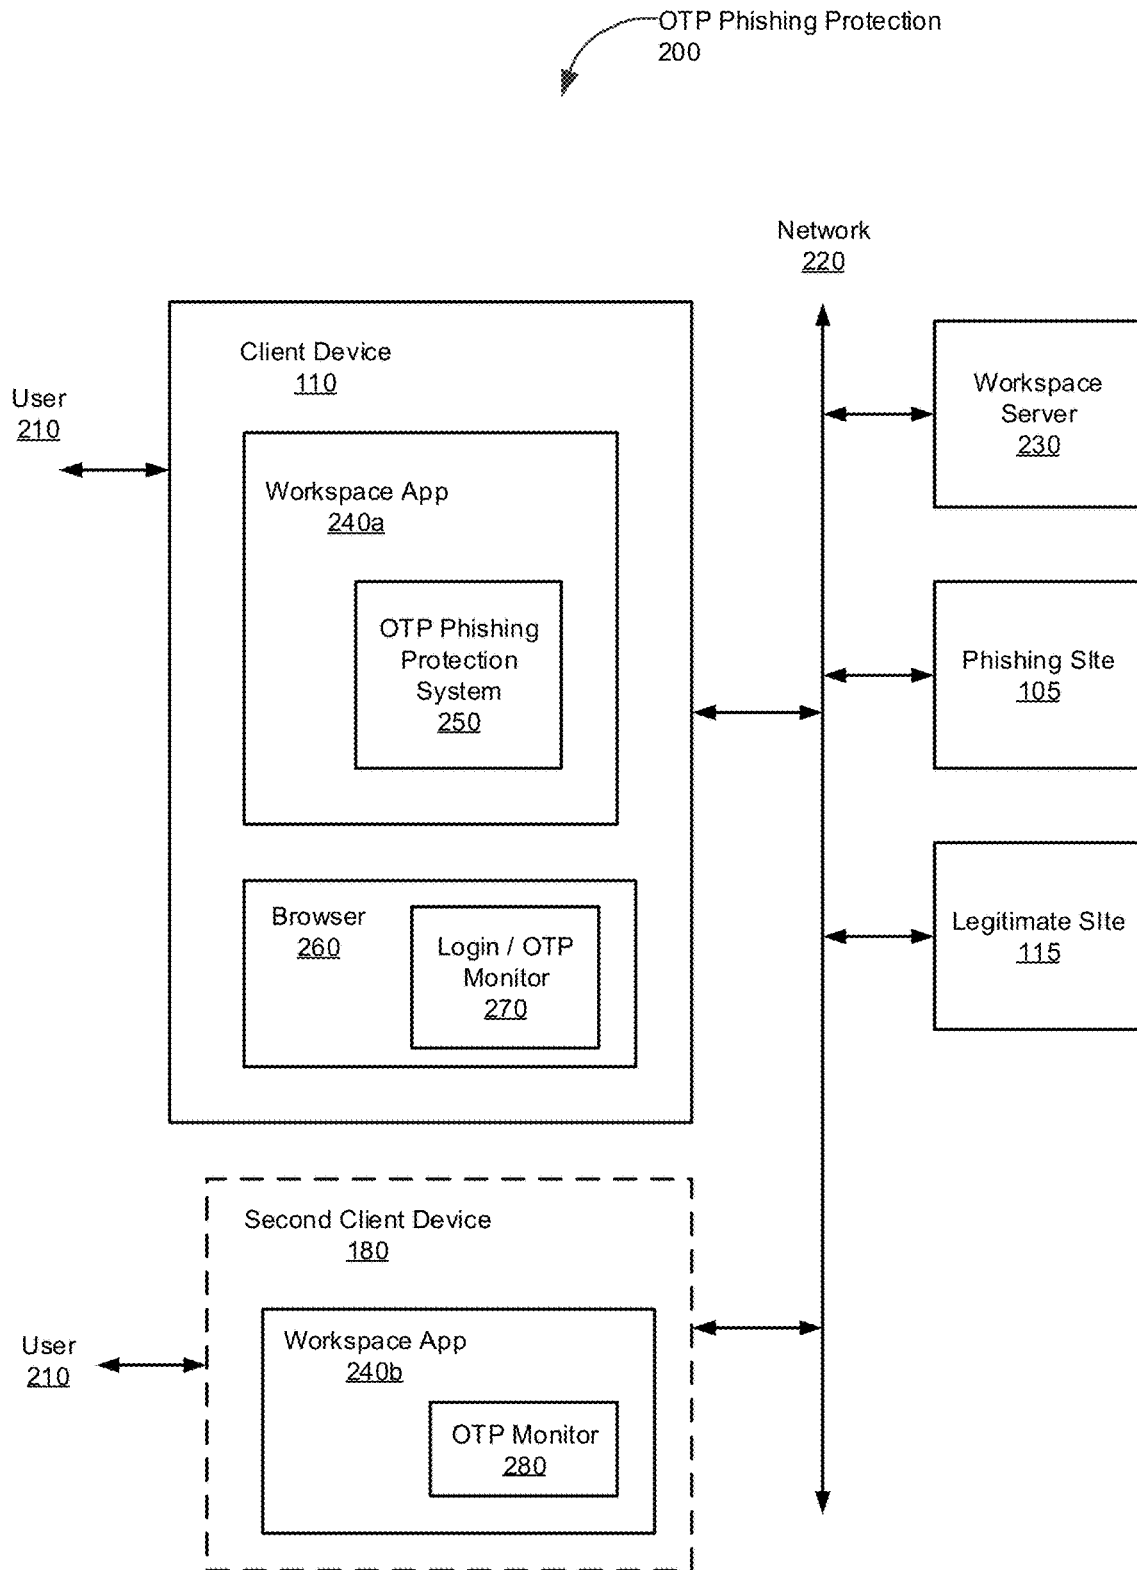 OTP Phishing Protection
200
Network
220
Client Device
110
User
210
Workspace App
240a
OTP Phishing
Protection
System
250
Browser
260
Login / OTP
Monitor
270
Workspace
Server
230
Phishing SIte
105
Legitimate SIte
115
Second Client Device
180
User
210
Workspace App
240b
OTP Monitor
280